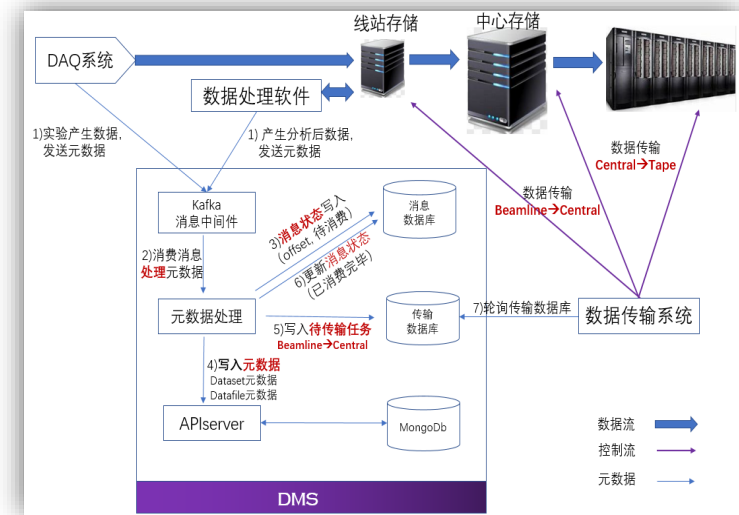 线站存储
中心存储
DAQ系统
数据处理软件
1)实验产生数据,
发送元数据
1) 产生分析后数据,
发送元数据
数据传输
Central→Tape
数据传输
Beamline→Central
Kafka
消息中间件
消息
数据库
3)消息状态写入
(offset, 待消费)
6)更新消息状态
(已消费完毕)
2)消费消息
处理元数据
元数据处理
传输
数据库
7)轮询传输数据库
数据传输系统
5)写入待传输任务
Beamline→Central
4)写入元数据
Dataset元数据
Datafile元数据
APIserver
MongoDb
数据流
控制流
元数据
DMS